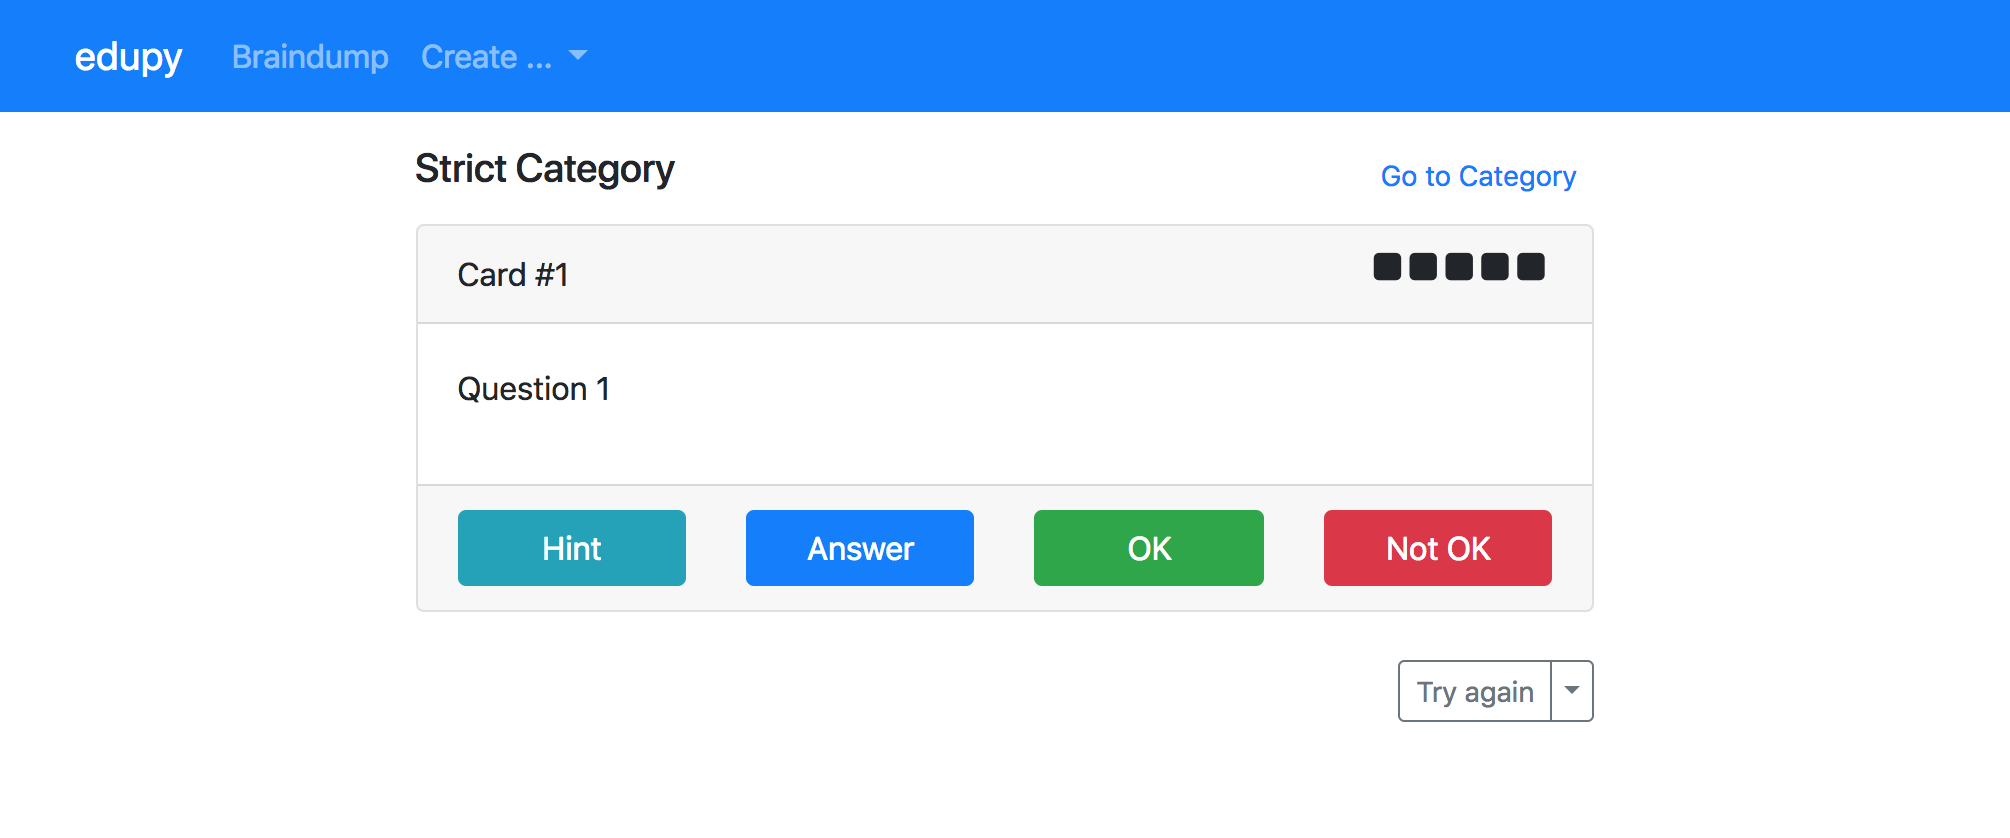 edupy Braindump Create ...
Strict Category Go to Category
Card #1
Question 1
Hint Answer OK Not OK
Try again